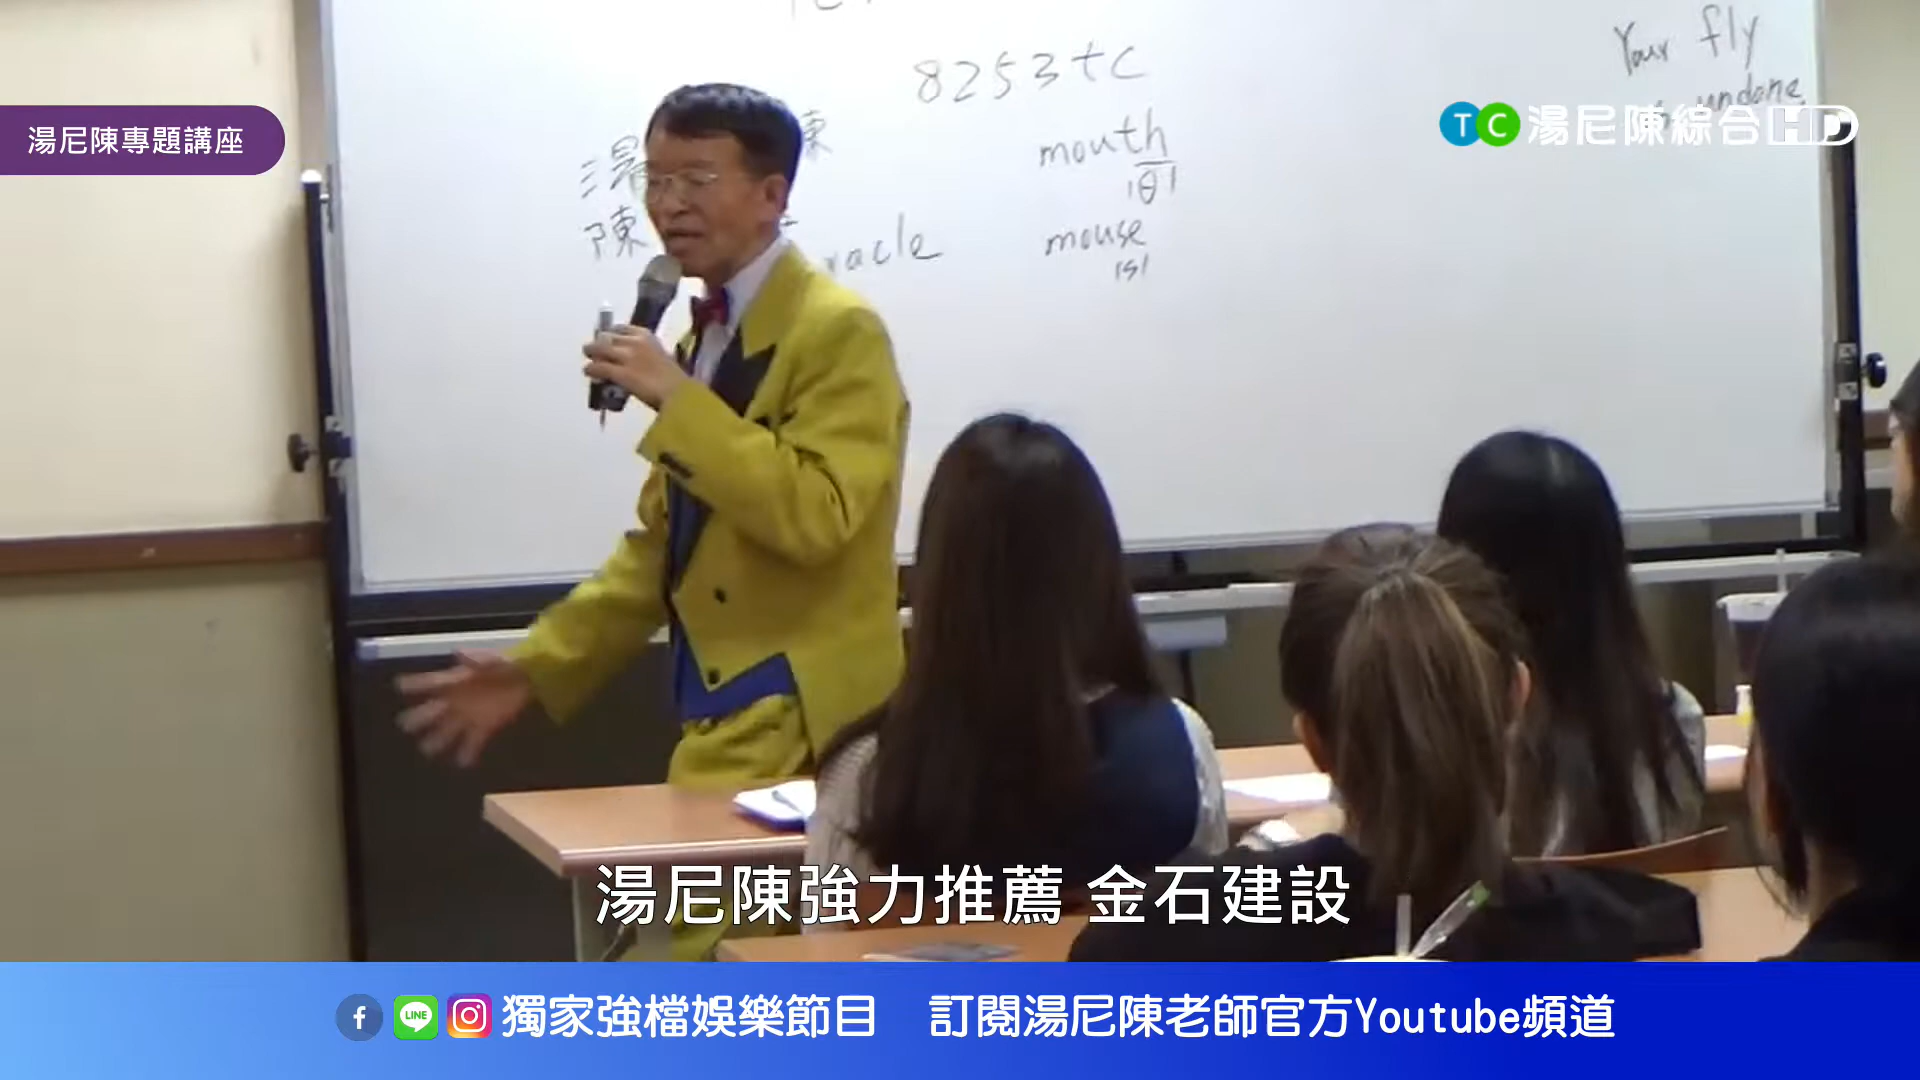 湯尼陳專題講座
8253tc
Your fly
undone
TC 湯尼陳綜合HD
湯
陳
mouth
|θ|
陳
racle
mouse
|s|
湯尼陳強力推薦 金石建設
f LINE 獨家強檔娛樂節目 訂閱湯尼陳老師官方Youtube頻道